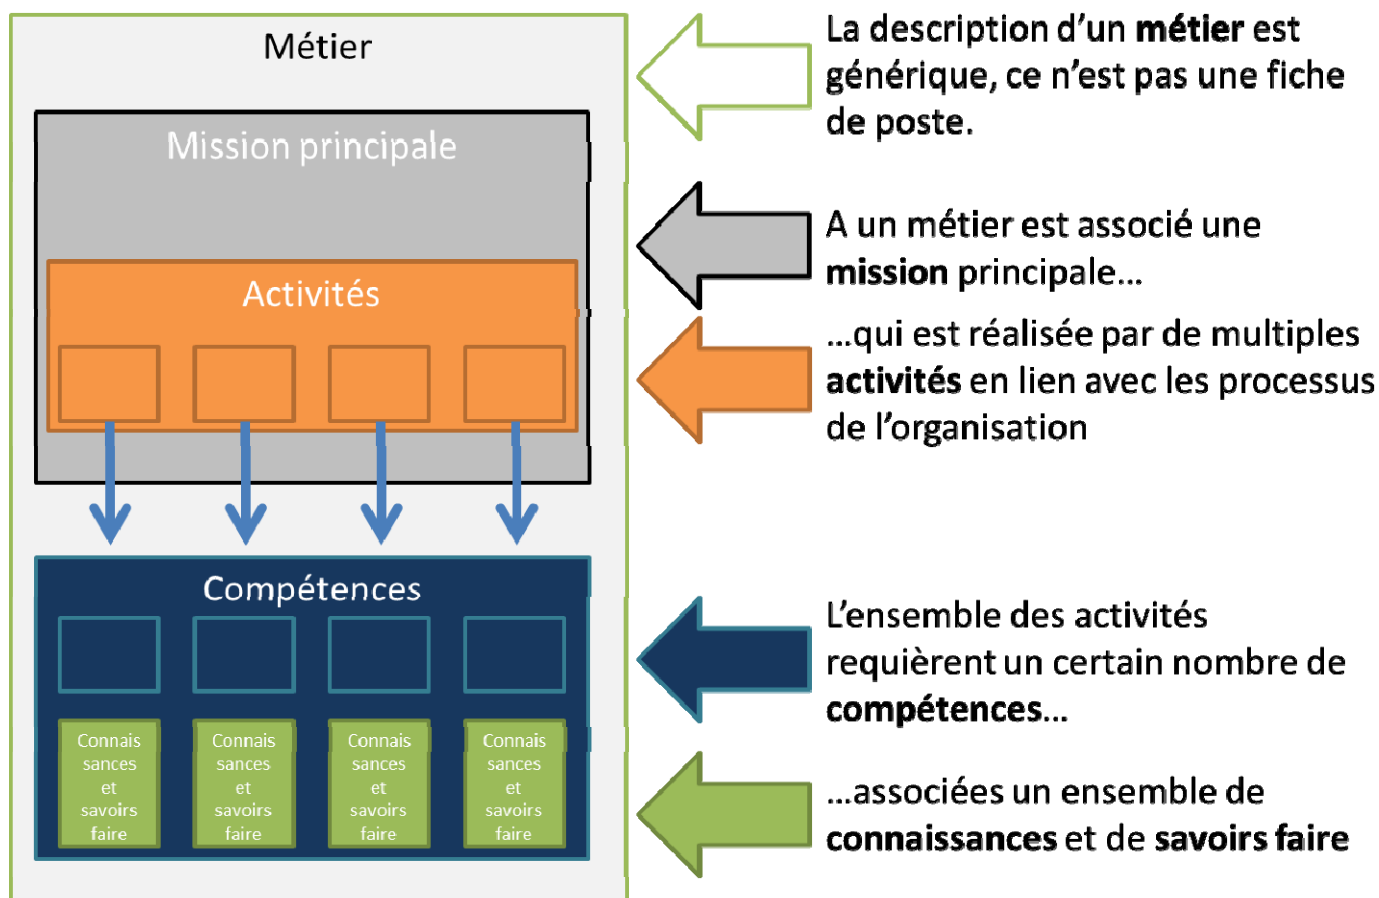 Métier
Mission principale
Activités
Compétences
Connais
sances
et
savoirs
faire
Connais
sances
et
savoirs
faire
Connais
sances
et
savoirs
faire
Connais
sances
et
savoirs
faire
La description d’un métier est
générique, ce n’est pas une fiche
de poste.
A un métier est associé une
mission principale...
...qui est réalisée par de multiples
activités en lien avec les processus
de l’organisation
L’ensemble des activités
requièrent un certain nombre de
compétences...
...associées un ensemble de
connaissances et de savoirs faire